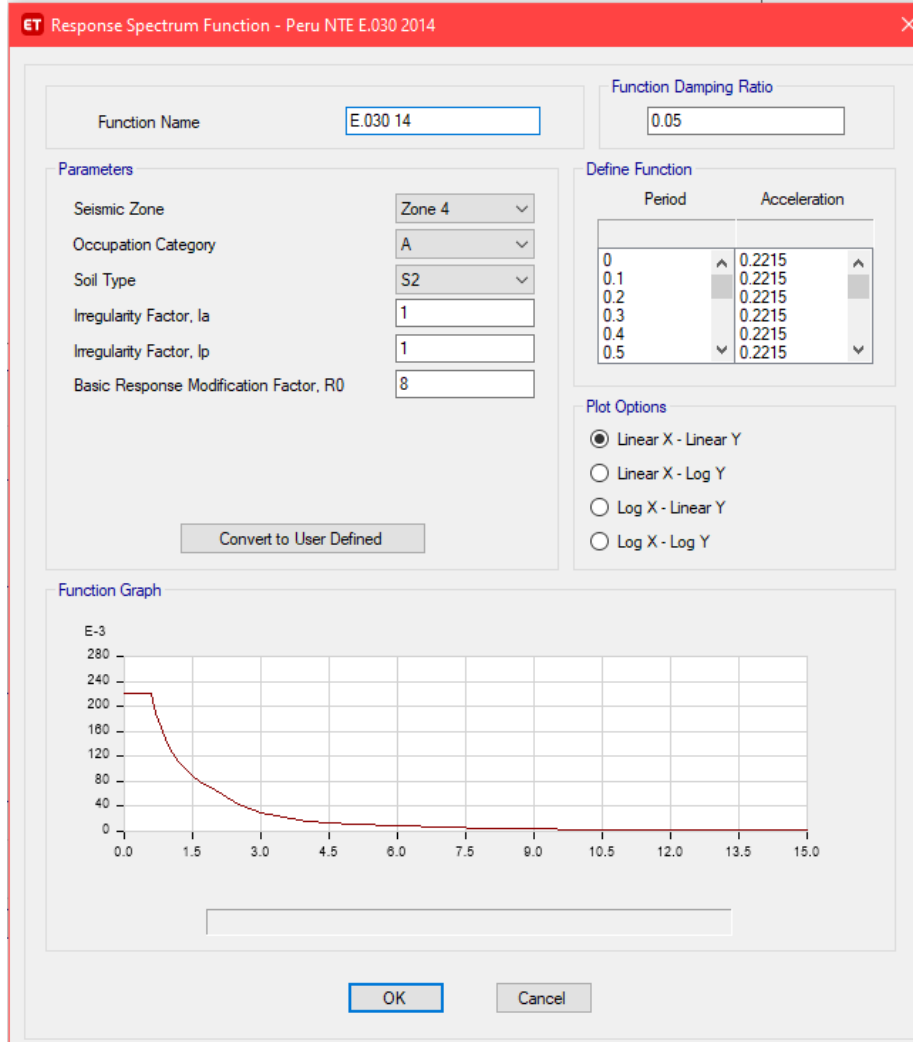 ET Response Spectrum Function - Peru NTE E.030 2014
Function Name E.030 14
Function Damping Ratio
0.05
Parameters
Seismic Zone Zone 4
Occupation Category A
Soil Type S2
Irregularity Factor, Ia 1
Irregularity Factor, Ip 1
Basic Response Modification Factor, R0 8
Convert to User Defined
Define Function
Period Acceleration
0 0.2215
0.1 0.2215
0.2 0.2215
0.3 0.2215
0.4 0.2215
0.5 0.2215
Plot Options
Linear X - Linear Y
Linear X - Log Y
Log X - Linear Y
Log X - Log Y
Function Graph
E-3
280
240
200
160
120
80
40
0
0.0 1.5 3.0 4.5 6.0 7.5 9.0 10.5 12.0 13.5 15.0
OK Cancel